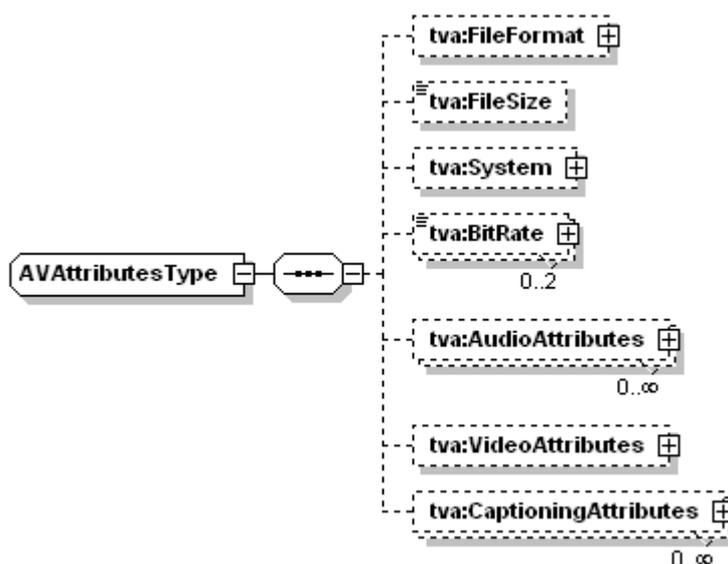 tva:FileFormat
tva:FileSize
tva:System
tva:BitRate
0..2
AVAttributesType
tva:AudioAttributes
0..∞
tva:VideoAttributes
tva:CaptioningAttributes
0..∞